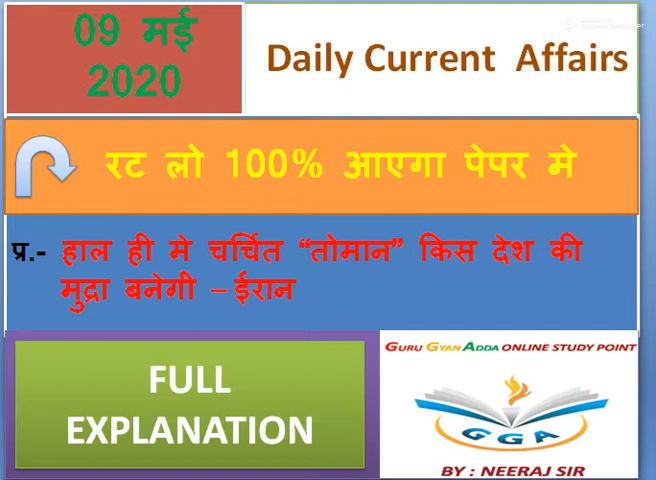 09 मई
2020
Daily Current Affairs
रट लो 100% आएगा पेपर मे
प्र.- हाल ही मे चर्चित “तोमान” किस देश की
मुद्रा बनेगी – ईरान
FULL
EXPLANATION
GURU GYAN ADDA ONLINE STUDY POINT
GGA
BY : NEERAJ SIR